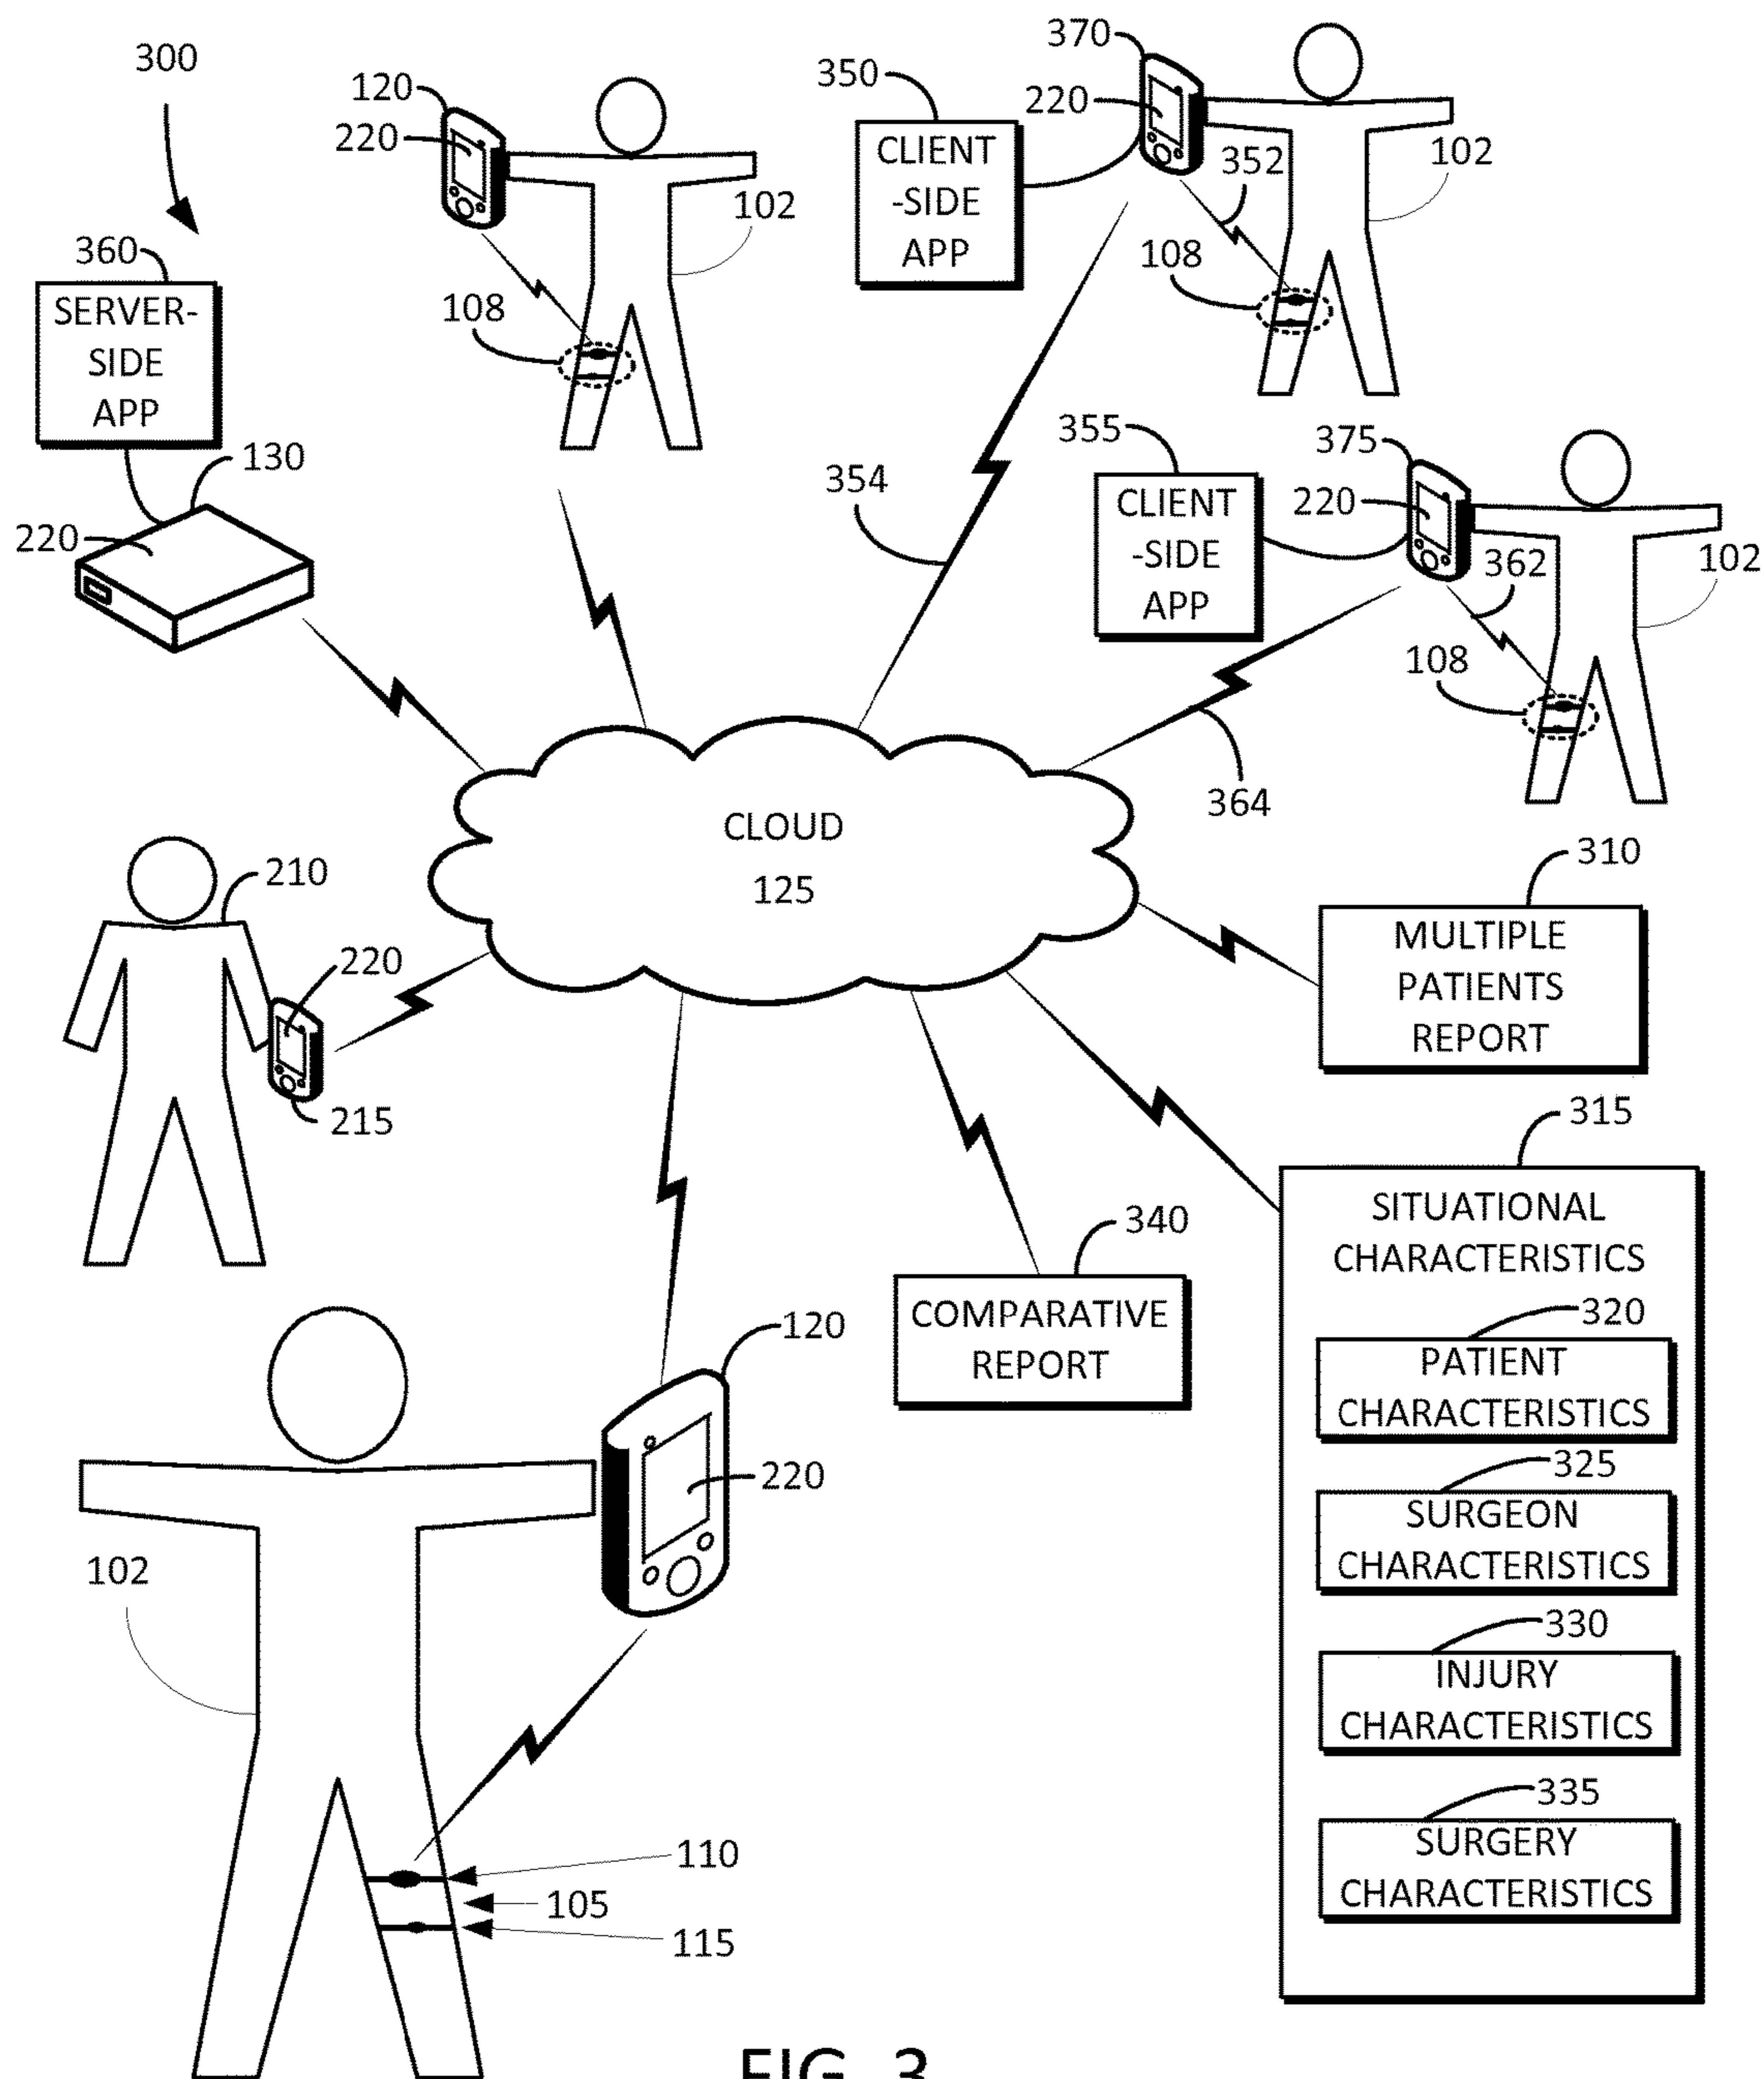 300
120
220
102
108
370
350
220
CLIENT
-SIDE
APP
352
102
108
360
SERVER-
SIDE
APP
130
220
354
355
CLIENT
-SIDE
APP
375
220
362
102
108
364
CLOUD
125
210
220
215
310
MULTIPLE
PATIENTS
REPORT
315
SITUATIONAL
CHARACTERISTICS
320
PATIENT
CHARACTERISTICS
325
SURGEON
CHARACTERISTICS
330
INJURY
CHARACTERISTICS
335
SURGERY
CHARACTERISTICS
340
COMPARATIVE
REPORT
120
220
102
110
105
115
FIG. 3